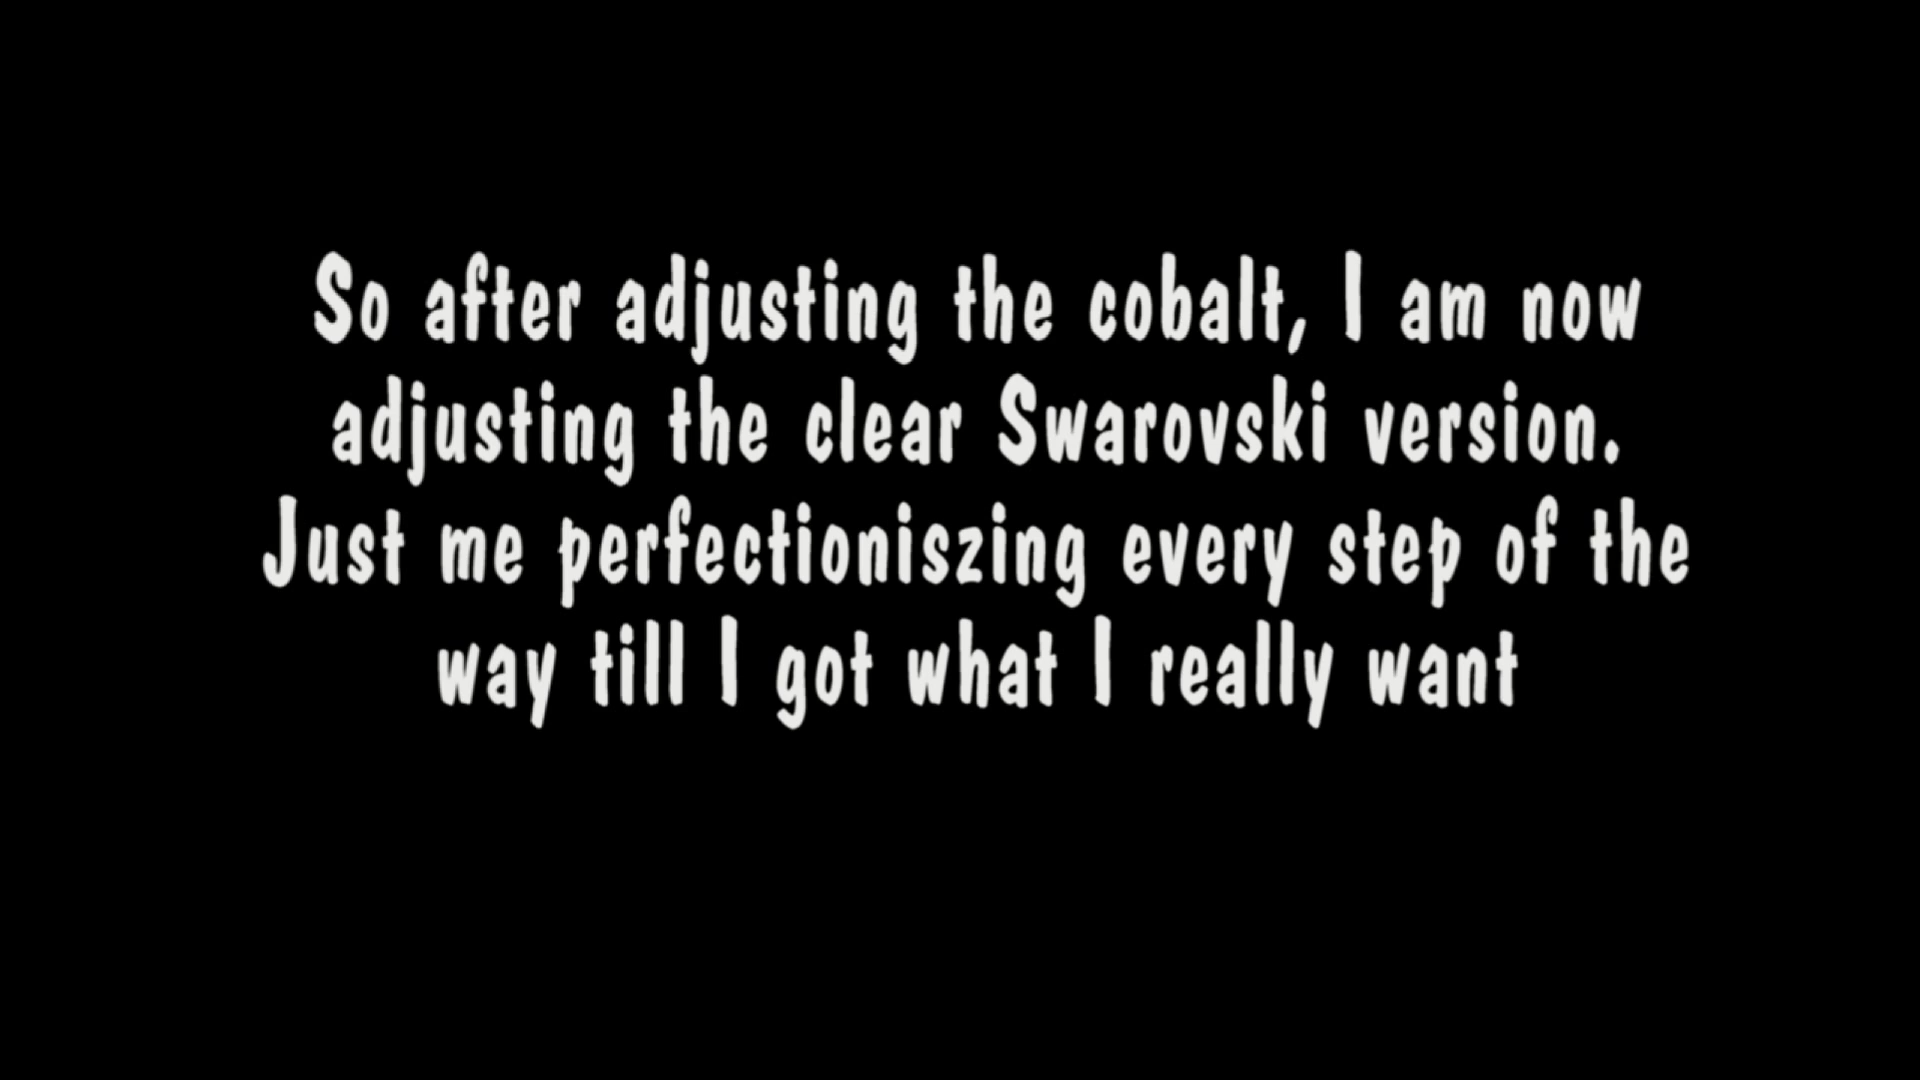 So after adjusting the cobalt, I am now
adjusting the clear Swarovski version.
Just me perfectioniszing every step of the
way till I got what I really want